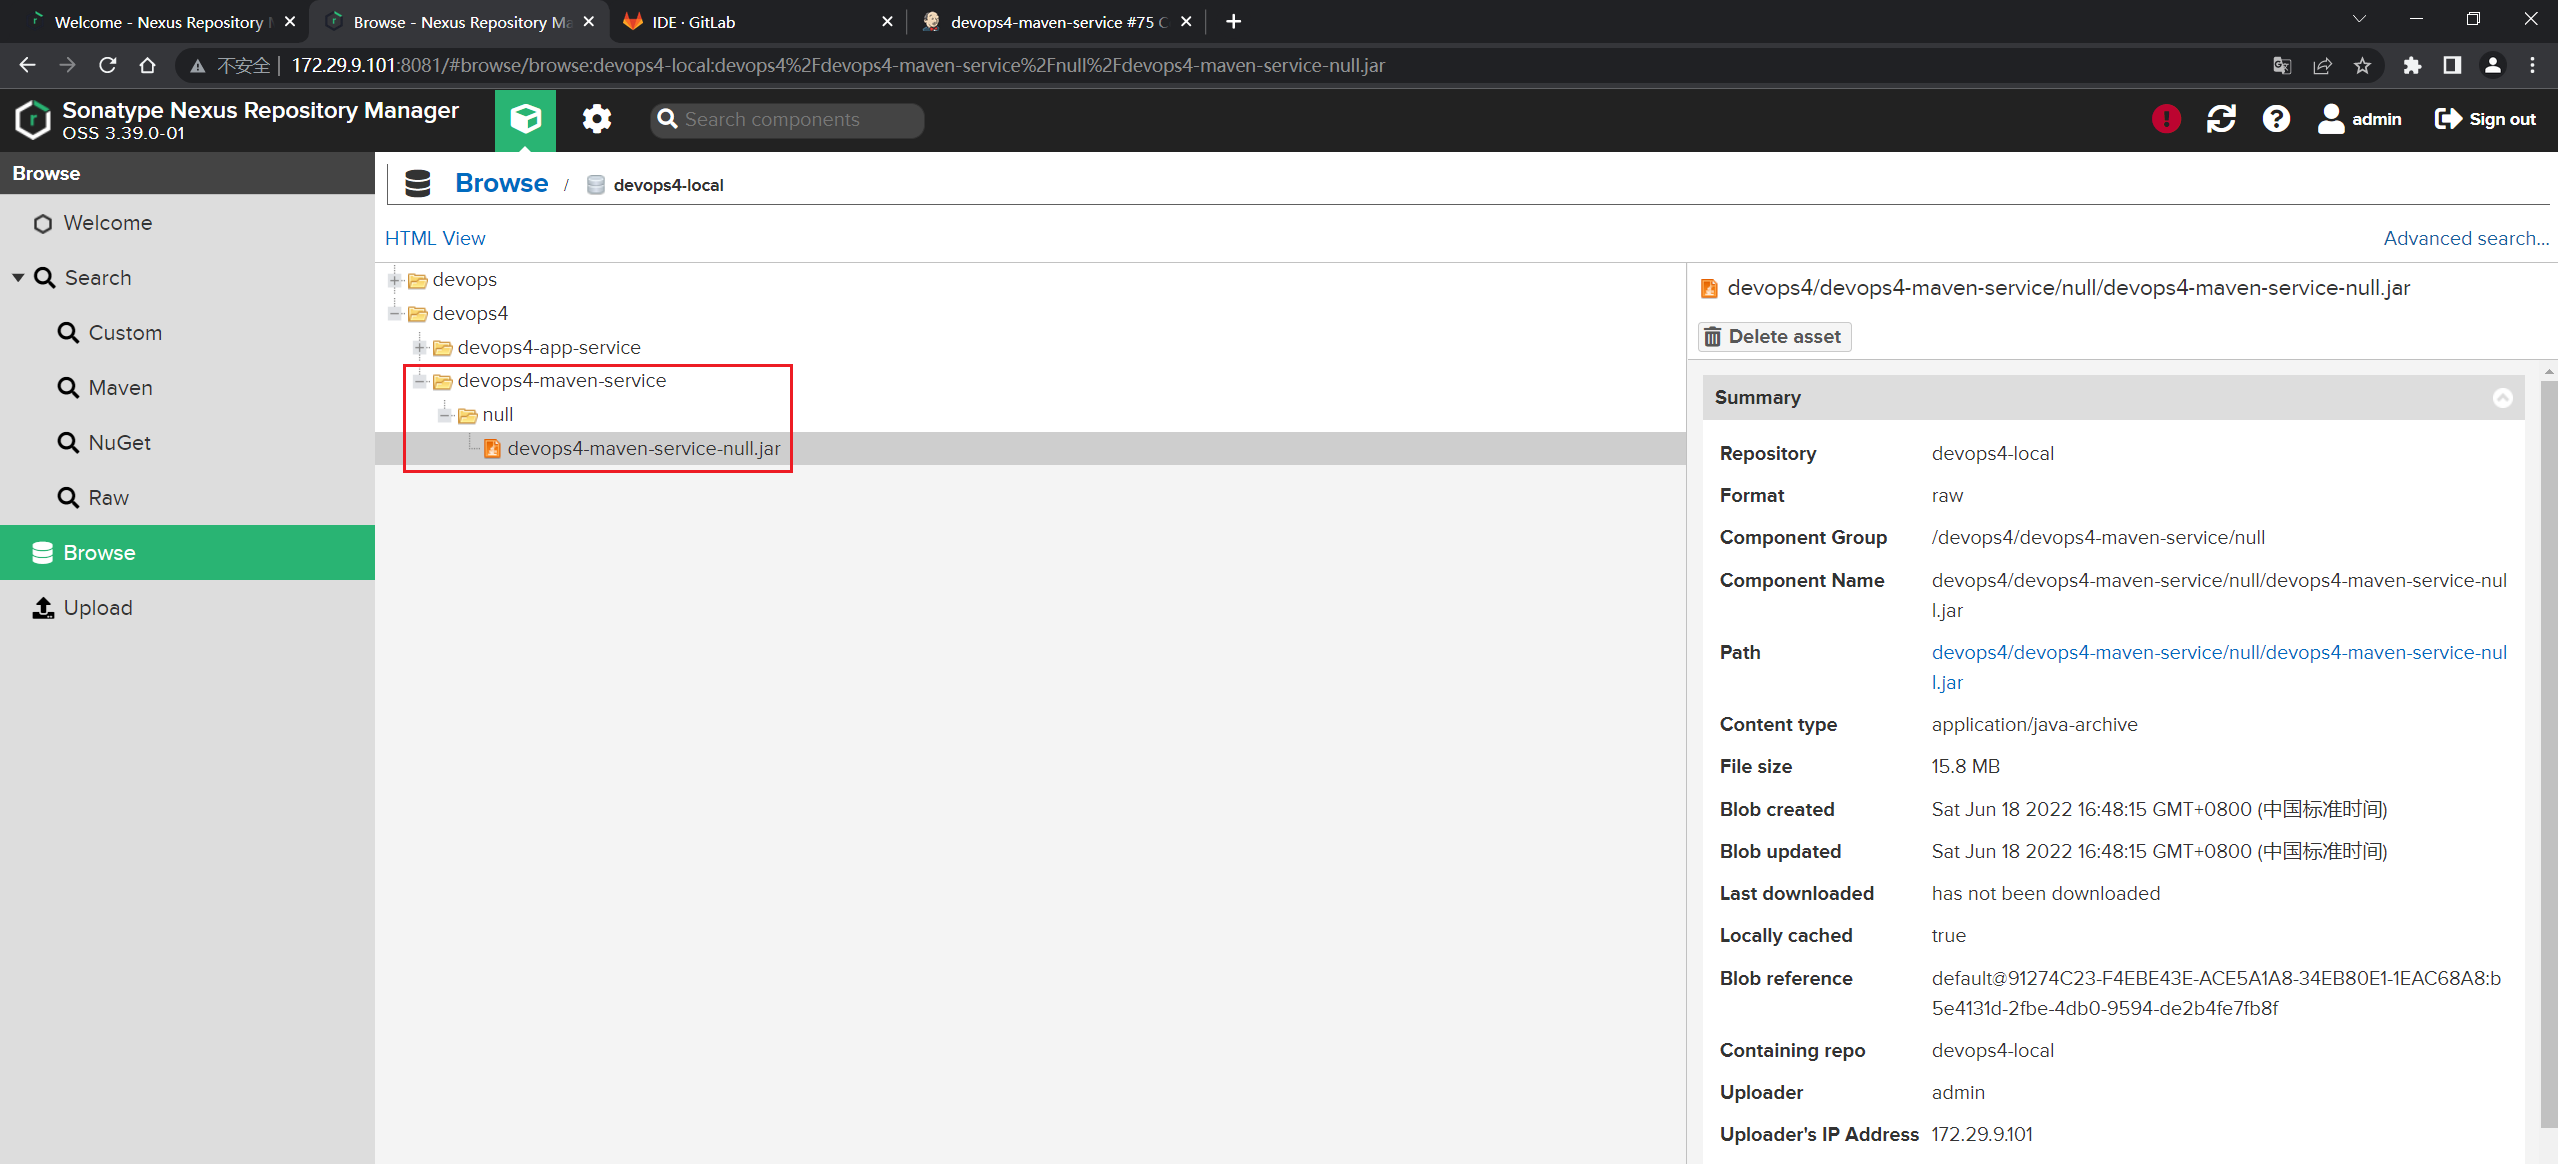 Welcome - Nexus Repository
Browse - Nexus Repository Ma
IDE · GitLab
devops4-maven-service #75 C
不安全
172.29.9.101:8081/#browse/browse:devops4-local:devops4%2Fdevops4-maven-service%2Fnull%2Fdevops4-maven-service-null.jar
Sonatype Nexus Repository Manager
OSS 3.39.0-01
Search components
admin
Sign out
Browse
Welcome
Search
Custom
Maven
NuGet
Raw
Browse
Upload
Browse / devops4-local
HTML View
Advanced search...
devops
devops4
devops4-app-service
devops4-maven-service
null
devops4-maven-service-null.jar
devops4/devops4-maven-service/null/devops4-maven-service-null.jar
Delete asset
Summary
Repository devops4-local
Format raw
Component Group /devops4/devops4-maven-service/null
Component Name devops4/devops4-maven-service/null/devops4-maven-service-nul
l.jar
Path devops4/devops4-maven-service/null/devops4-maven-service-nul
l.jar
Content type application/java-archive
File size 15.8 MB
Blob created Sat Jun 18 2022 16:48:15 GMT+0800 (中国标准时间)
Blob updated Sat Jun 18 2022 16:48:15 GMT+0800 (中国标准时间)
Last downloaded has not been downloaded
Locally cached true
Blob reference default@91274C23-F4EBE43E-ACE5A1A8-34EB80E1-1EAC68A8:b
5e4131d-2fbe-4db0-9594-de2b4fe7fb8f
Containing repo devops4-local
Uploader admin
Uploader's IP Address 172.29.9.101